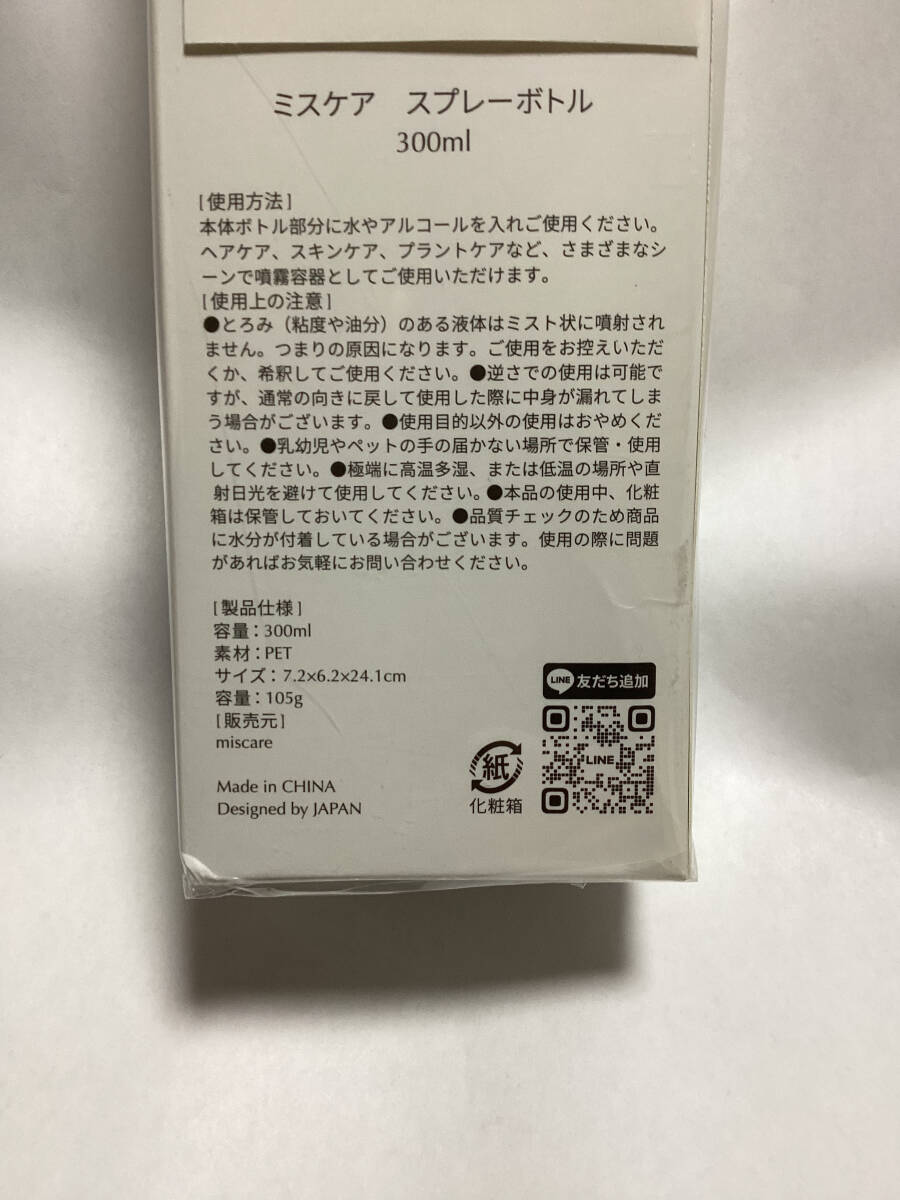 ミスケア　スプレーボトル
300ml
[使用方法]
本体ボトル部分に水やアルコールを入れご使用ください。
ヘアケア、スキンケア、プラントケアなど、さまざまなシ
ーンで噴霧容器としてご使用いただけます。
[使用上の注意]
●とろみ（粘度や油分）のある液体はミスト状に噴射され
ません。つまりの原因になります。ご使用をお控えいただ
くか、希釈してご使用ください。●逆さでの使用は可能で
すが、通常の向きに戻して使用した際に中身が漏れてしま
う場合がございます。●使用目的以外の使用はおやめくだ
さい。●乳幼児やペットの手の届かない場所で保管・使用
してください。●極端に高温多湿、または低温の場所や直
射日光を避けて使用してください。●本品の使用中、化粧
箱は保管しておいてください。●品質チェックのため商品
に水分が付着している場合がございます。使用の際に問題
があればお気軽にお問い合わせください。
[製品仕様]
容量：300ml
素材：PET
サイズ：7.2×6.2×24.1cm
容量：105g
[販売元]
miscare
Made in CHINA
Designed by JAPAN
紙
化粧箱
LINE 友だち追加
LINE